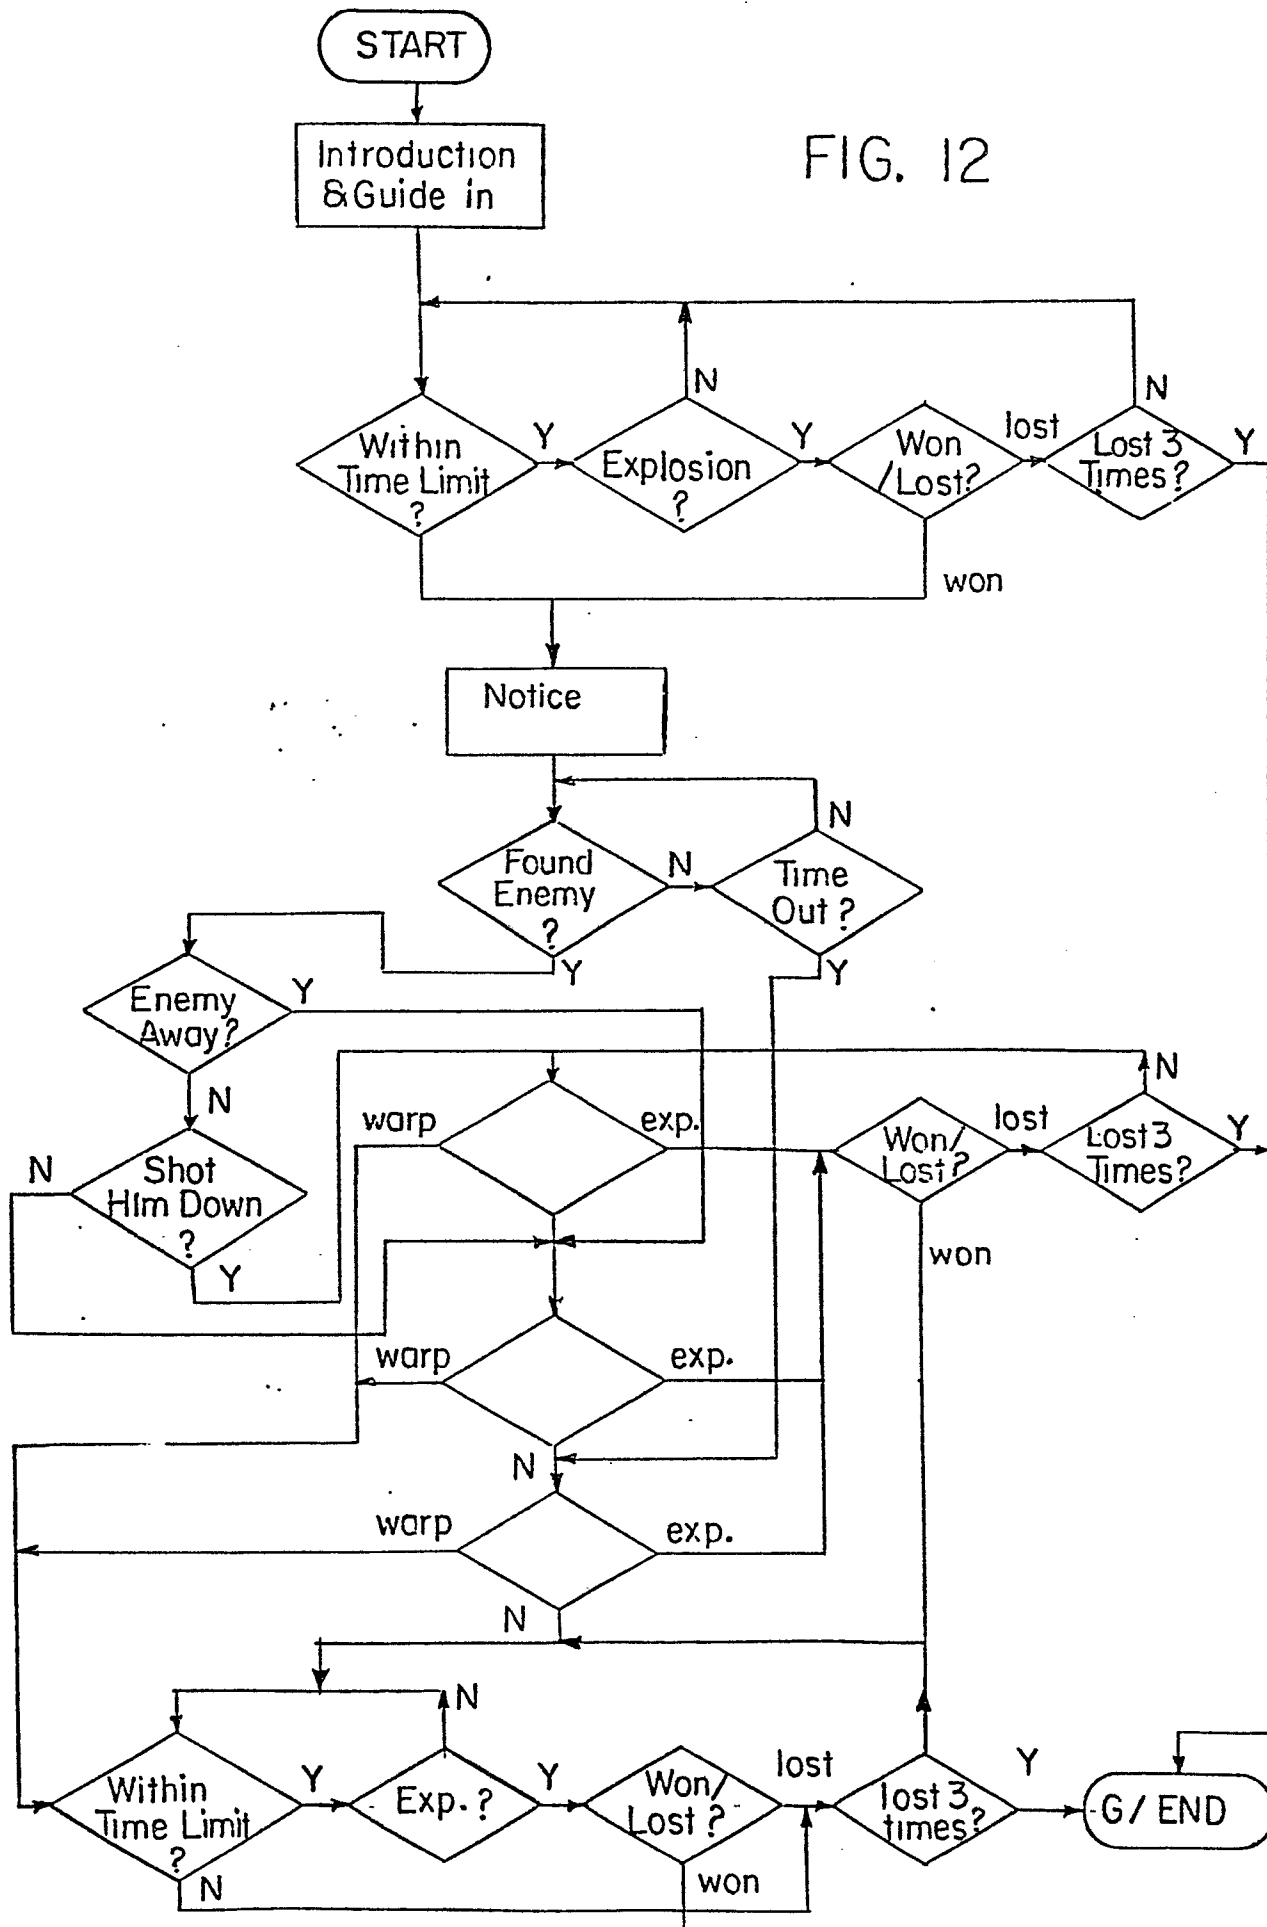 START
Introduction
& Guide in
FIG. 12
N
N
Within
Time Limit
?
Y
Explosion
?
Y
Won
/Lost?
lost
Lost 3
Times?
Y
won
Notice
N
Found
Enemy
?
N
Time
Out?
Y
Y
Enemy
Away?
Y
N
N
warp
exp.
Won/
Lost?
lost
Lost 3
Times?
Y
N
Shot
HIm Down
?
Y
won
warp
exp.
N
warp
exp.
N
N
Within
Time Limit
?
Y
Exp.?
Y
Won/
Lost?
lost
lost 3
times?
Y
G/ END
N
won